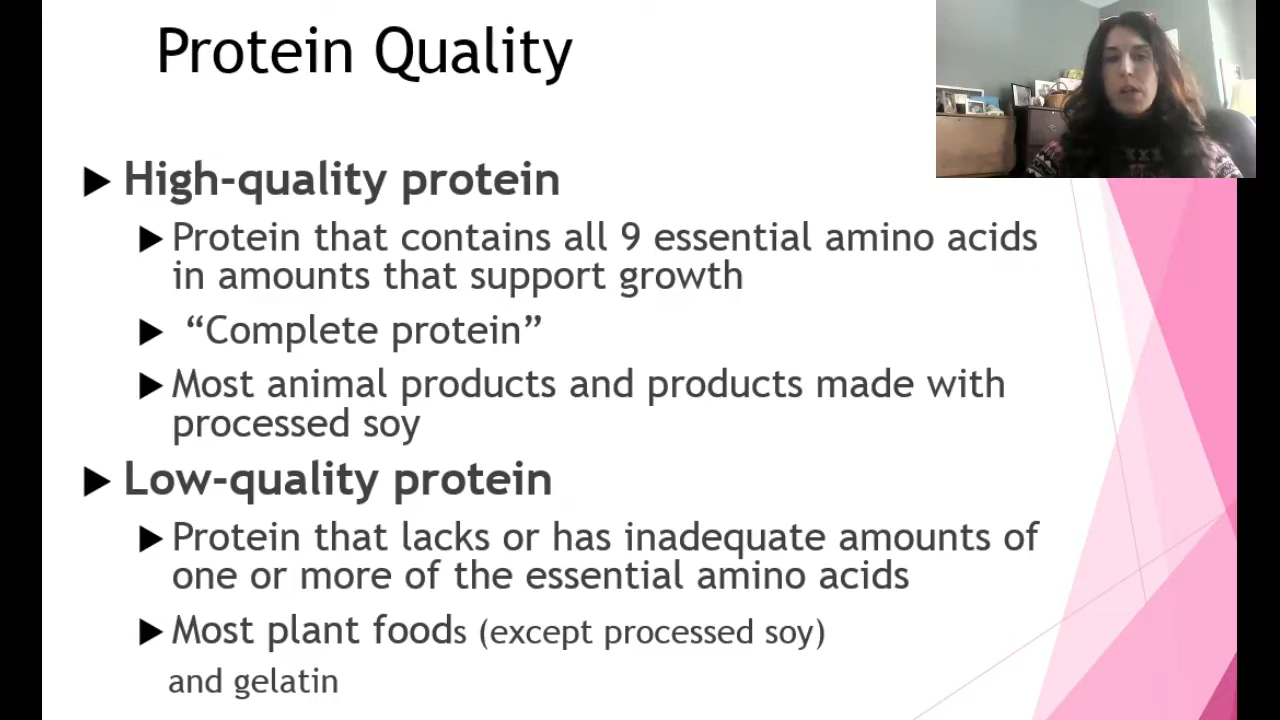 Protein Quality
High-quality protein
Protein that contains all 9 essential amino acids
in amounts that support growth
“Complete protein”
Most animal products and products made with
processed soy
Low-quality protein
Protein that lacks or has inadequate amounts of
one or more of the essential amino acids
Most plant foods (except processed soy)
and gelatin